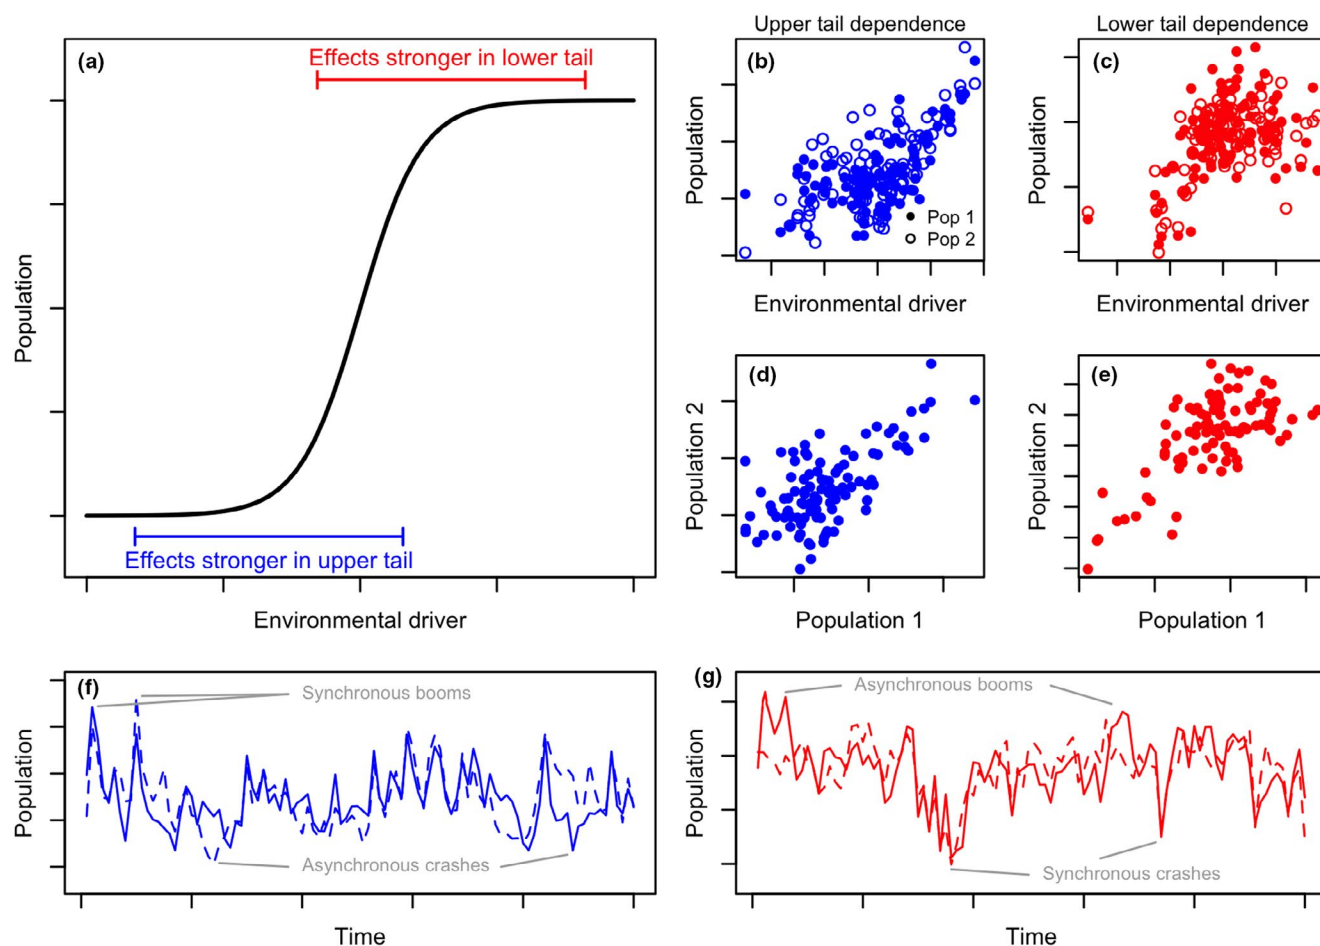 (a)
Effects stronger in lower tail
Population
Effects stronger in upper tail
Environmental driver
Upper tail dependence
(b)
Population
Pop 1
Pop 2
Environmental driver
Lower tail dependence
(c)
Population
Environmental driver
(d)
Population 2
Population 1
(e)
Population 2
Population 1
(f)
Synchronous booms
Population
Asynchronous crashes
Time
(g)
Asynchronous booms
Population
Synchronous crashes
Time